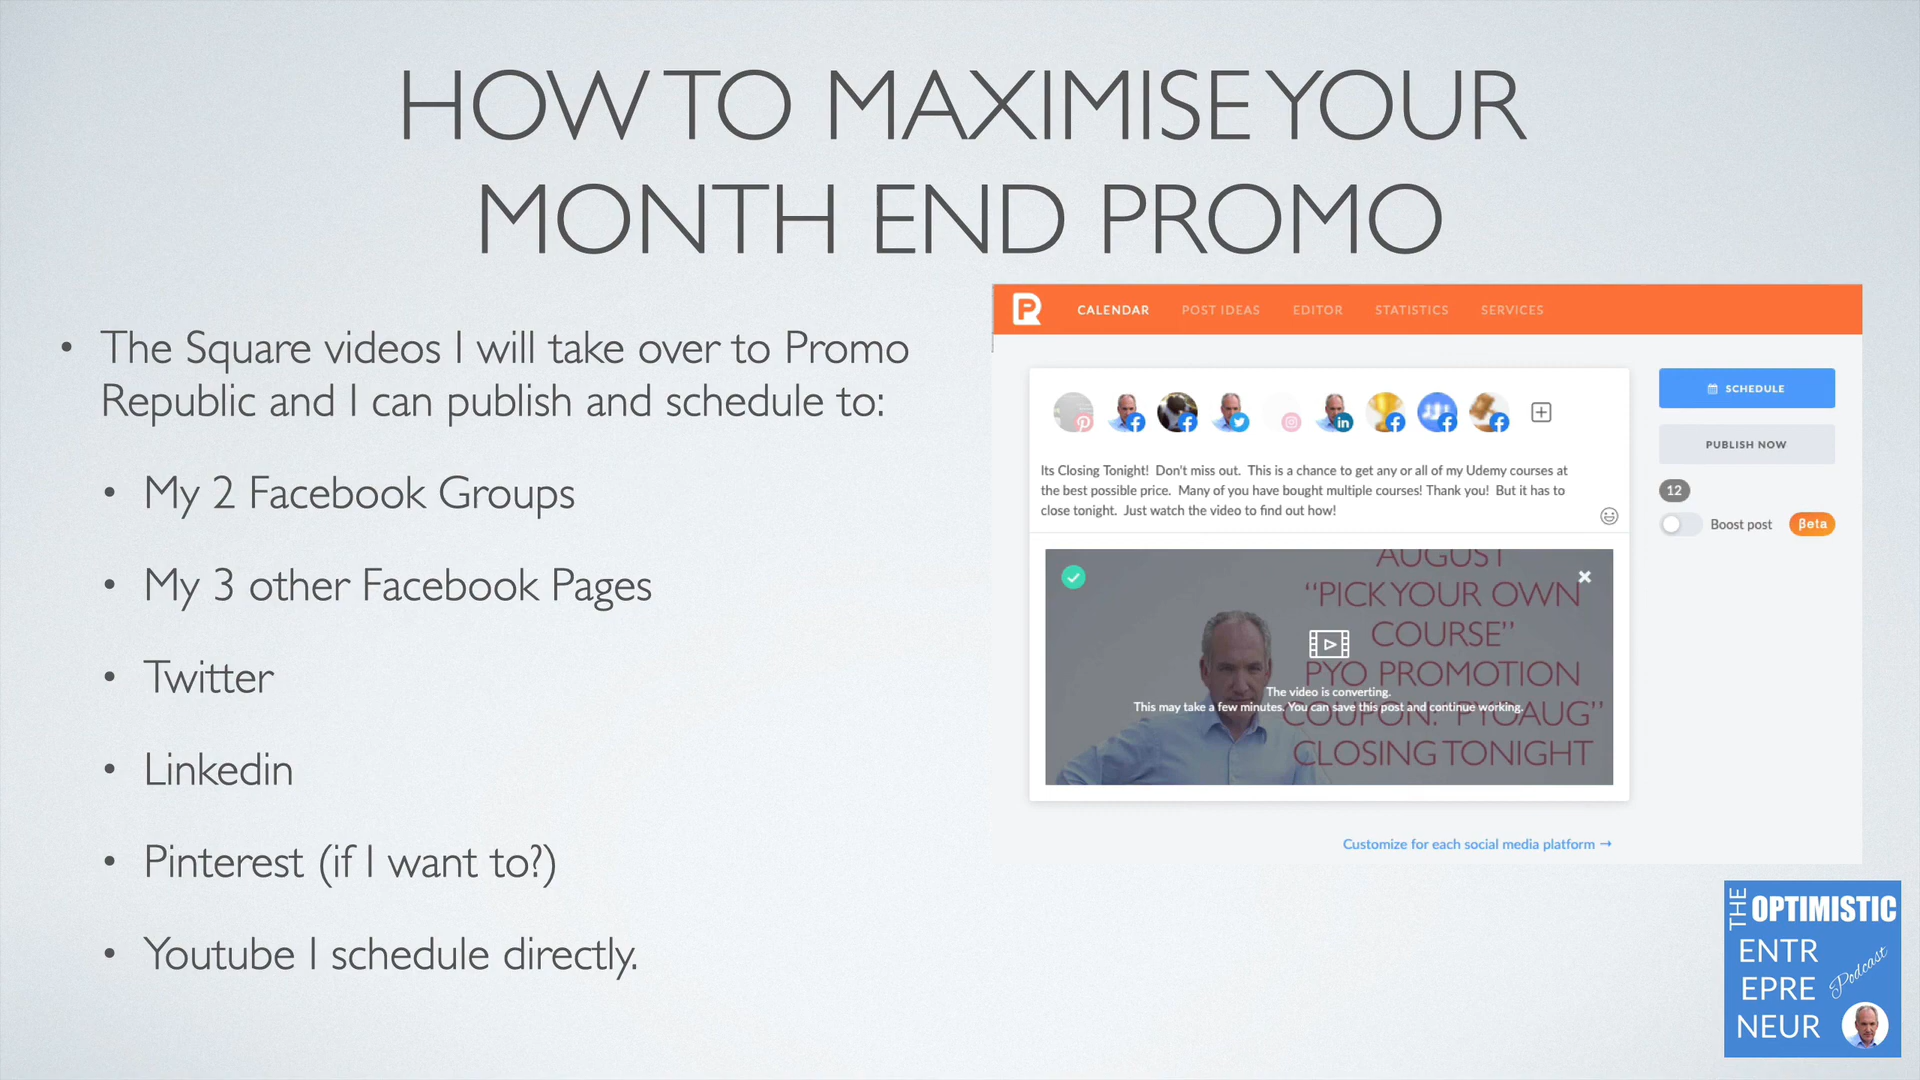 HOW TO MAXIMISE YOUR
MONTH END PROMO
• The Square videos I will take over to Promo
Republic and I can publish and schedule to:
• My 2 Facebook Groups
• My 3 other Facebook Pages
• Twitter
• Linkedin
• Pinterest (if I want to?)
• Youtube I schedule directly.
CALENDAR POST IDEAS EDITOR STATISTICS SERVICES
Its Closing Tonight! Don't miss out. This is a chance to get any or all of my Udemy courses at
the best possible price. Many of you have bought multiple courses! Thank you! But it has to
close tonight. Just watch the video to find out how!
SCHEDULE
PUBLISH NOW
12
Boost post βeta
AUGUST
“PICK YOUR OWN
COURSE”
PYO PROMOTION
COUPON: “PYOAUG”
CLOSING TONIGHT
The video is converting.
This may take a few minutes. You can save this post and continue working.
Customize for each social media platform →
THE OPTIMISTIC
ENTR
EPRE
NEUR
Podcast